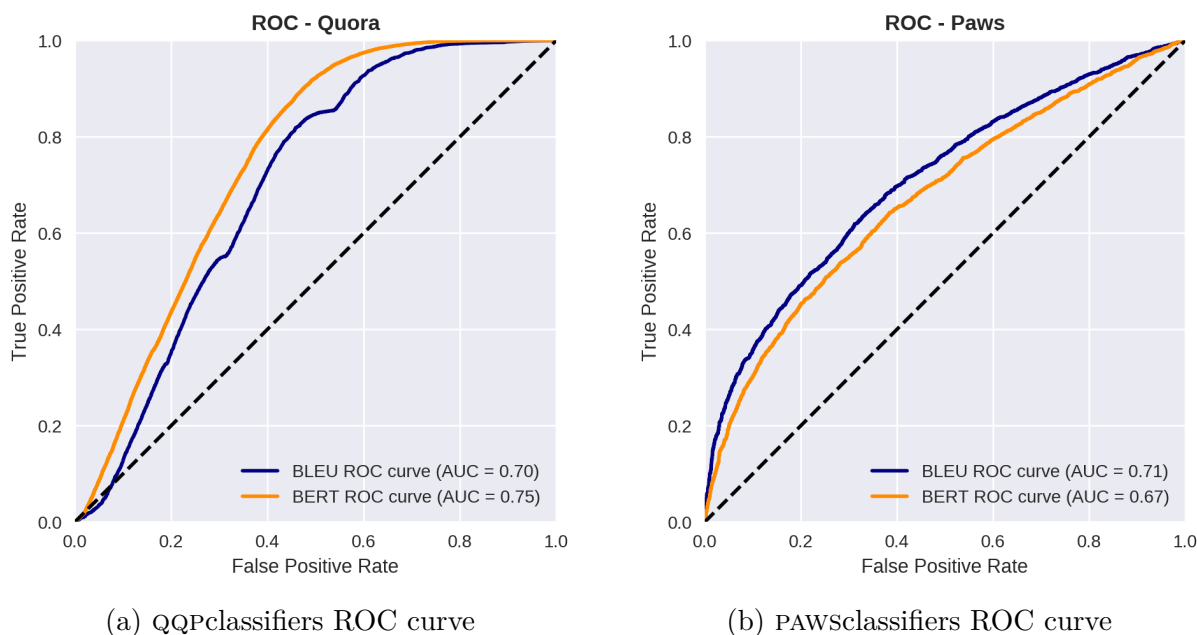 ROC - Quora
1.0
0.8
0.6
0.4
0.2
0.0
True Positive Rate
BLEU ROC curve (AUC = 0.70)
BERT ROC curve (AUC = 0.75)
0.0 0.2 0.4 0.6 0.8 1.0
False Positive Rate
(a) QQPclassifiers ROC curve
ROC - Paws
1.0
0.8
0.6
0.4
0.2
0.0
True Positive Rate
BLEU ROC curve (AUC = 0.71)
BERT ROC curve (AUC = 0.67)
0.0 0.2 0.4 0.6 0.8 1.0
False Positive Rate
(b) PAWSclassifiers ROC curve